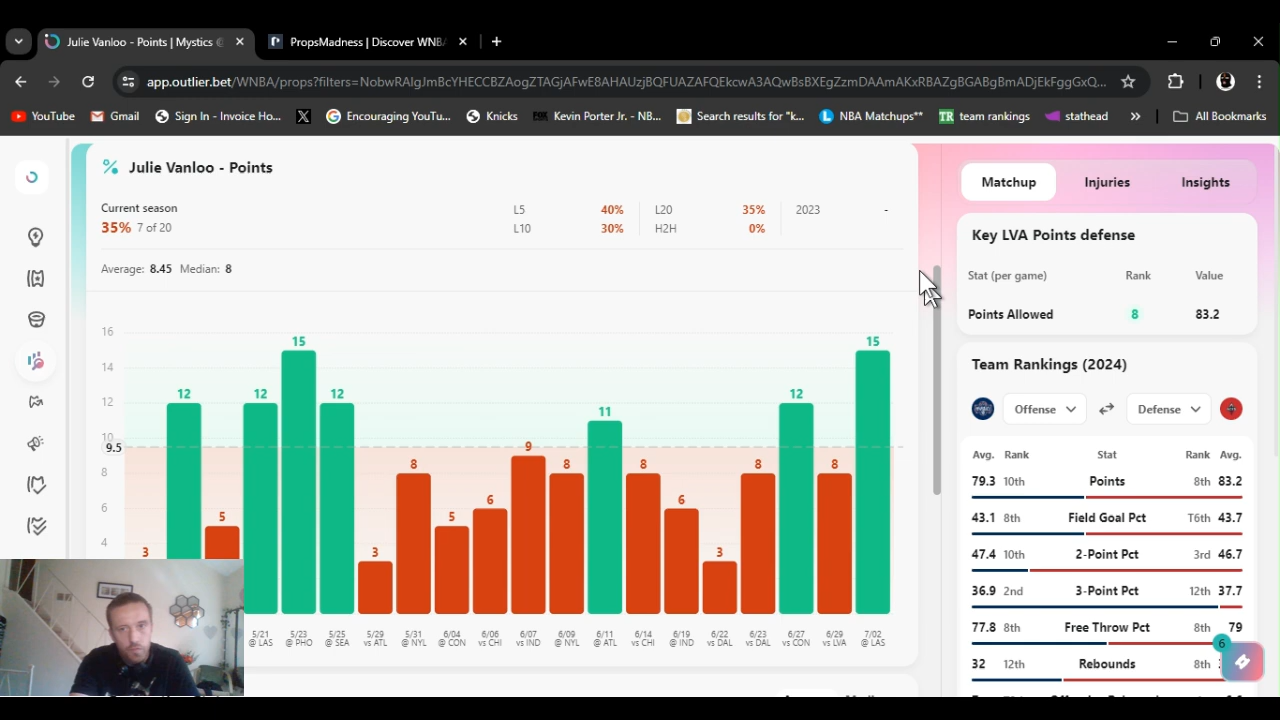 Julie Vanloo - Points | Mystics @
PropsMadness | Discover WNBA
app.outlier.bet/WNBA/props?filters=NobwRAlgJmBcYHECCBZAogZTAGjAFwE8AHAUzjBQFUAZAFQEkcwA3AQwBsBXEgZzmDAAmAKxRBAZgBGABgBmADjEkFggGxQ...
YouTube Gmail Sign In - Invoice Ho... Encouraging YouTu... Knicks Kevin Porter Jr. - NB... Search results for "k... NBA Matchups** TR team rankings stathead All Bookmarks
Julie Vanloo - Points
Current season
35% 7 of 20
L5 40% L20 35% 2023 -
L10 30% H2H 0%
Average: 8.45 Median: 8
16
14
12
10
9.5
8
6
4
3 12 5 12 15 12 3 8 5 6 9 8 11 8 6 3 8 12 8 15
5/21 5/23 5/25 5/29 5/31 6/04 6/06 6/07 6/09 6/11 6/14 6/19 6/22 6/23 6/27 6/29 7/02
@ LAS @ PHO @ SEA vs ATL @ NYL @ CON vs CHI vs IND @ NYL @ ATL vs CHI @ IND vs DAL vs DAL vs CON vs LVA @ LAS
Matchup Injuries Insights
Key LVA Points defense
Stat (per game) Rank Value
Points Allowed 8 83.2
Team Rankings (2024)
Offense Defense
Avg. Rank Stat Rank Avg.
79.3 10th Points 8th 83.2
43.1 8th Field Goal Pct T6th 43.7
47.4 10th 2-Point Pct 3rd 46.7
36.9 2nd 3-Point Pct 12th 37.7
77.8 8th Free Throw Pct 8th 79
6
32 12th Rebounds 8th